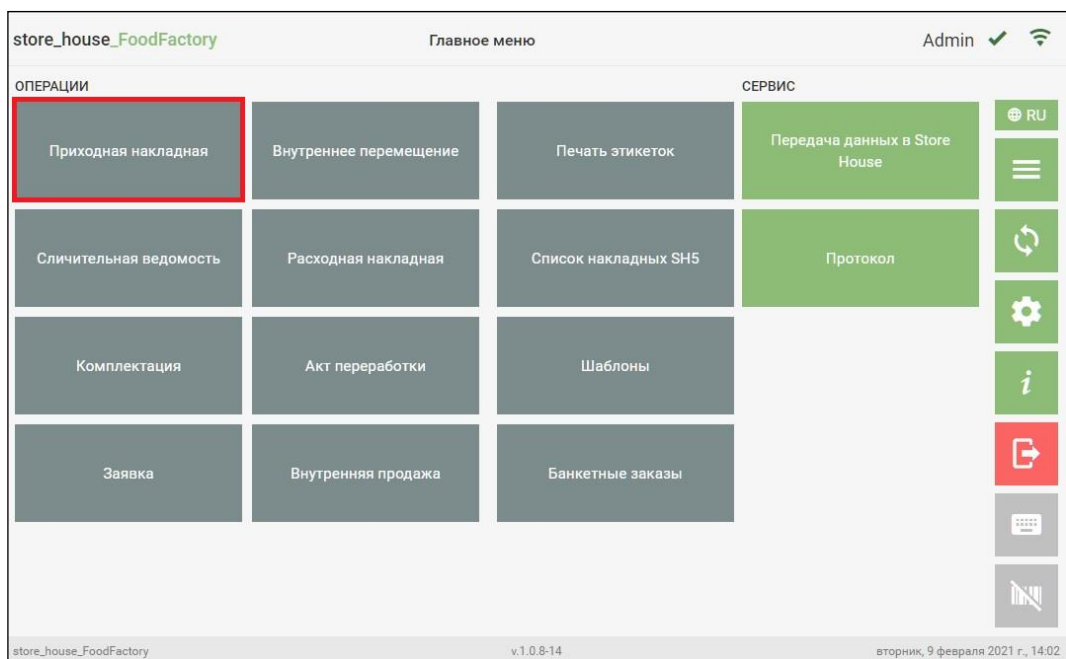 store_house_FoodFactory
Главное меню
Admin
ОПЕРАЦИИ
СЕРВИС
RU
Приходная накладная
Внутреннее перемещение
Печать этикеток
Передача данных в Store
House
Сличительная ведомость
Расходная накладная
Список накладных SH5
Протокол
Комплектация
Акт переработки
Шаблоны
i
Заявка
Внутренняя продажа
Банкетные заказы
store_house_FoodFactory
v.1.0.8-14
вторник, 9 февраля 2021 г., 14:02